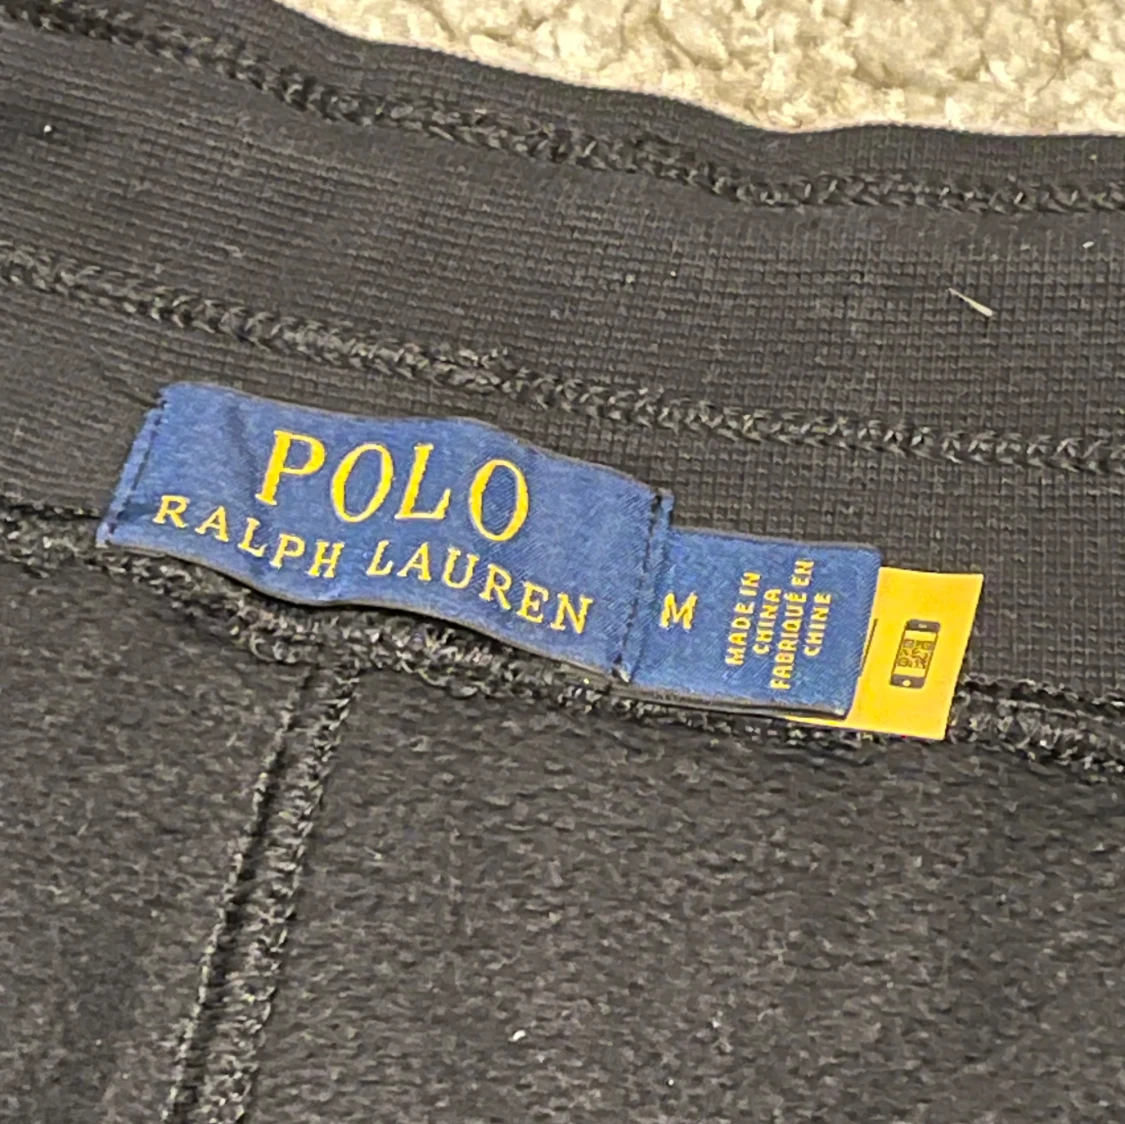 POLO
RALPH LAUREN
M
MADE IN
CHINA
FABRIQUÉ EN
CHINE